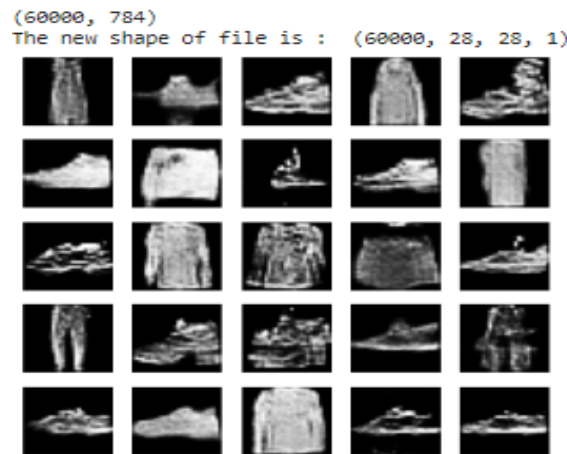 (60000, 784)
The new shape of file is :  (60000, 28, 28, 1)